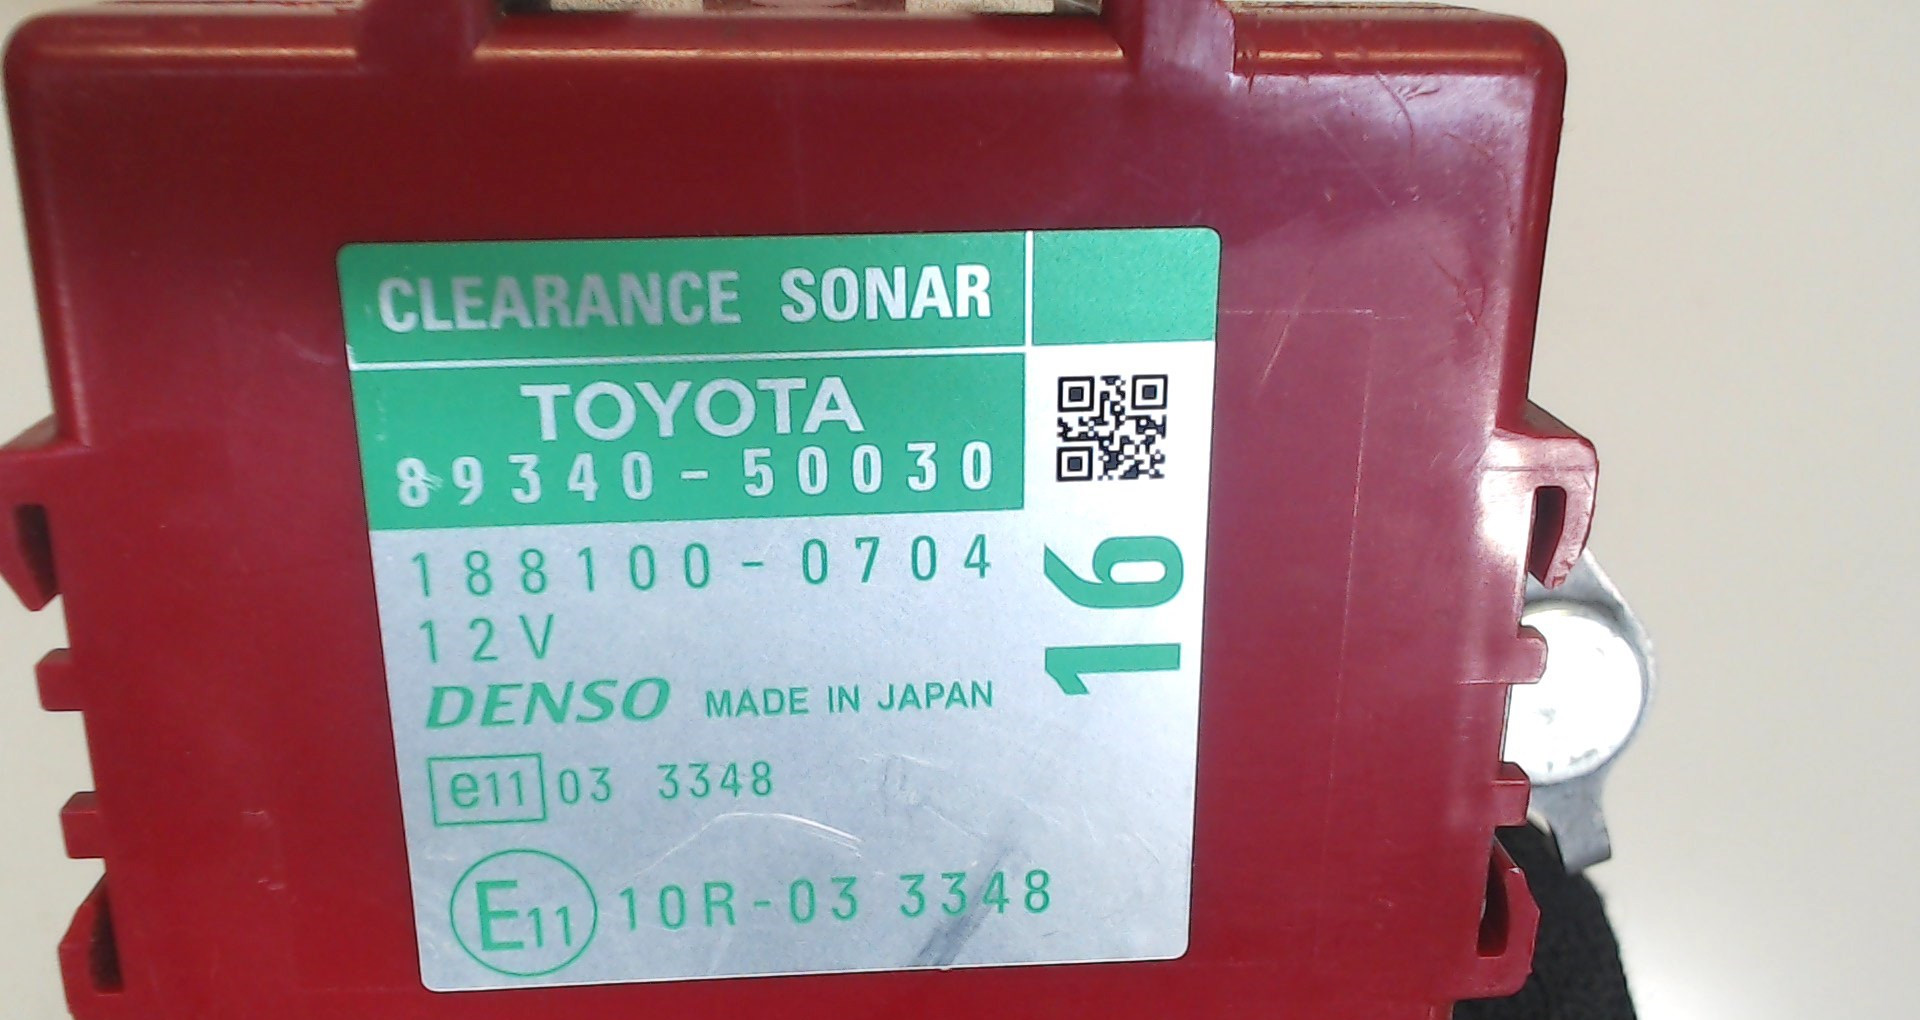 CLEARANCE SONAR
TOYOTA
89340-50030
188100-0704
12V
DENSO MADE IN JAPAN
e11 03 3348
E11 10R-03 3348
16